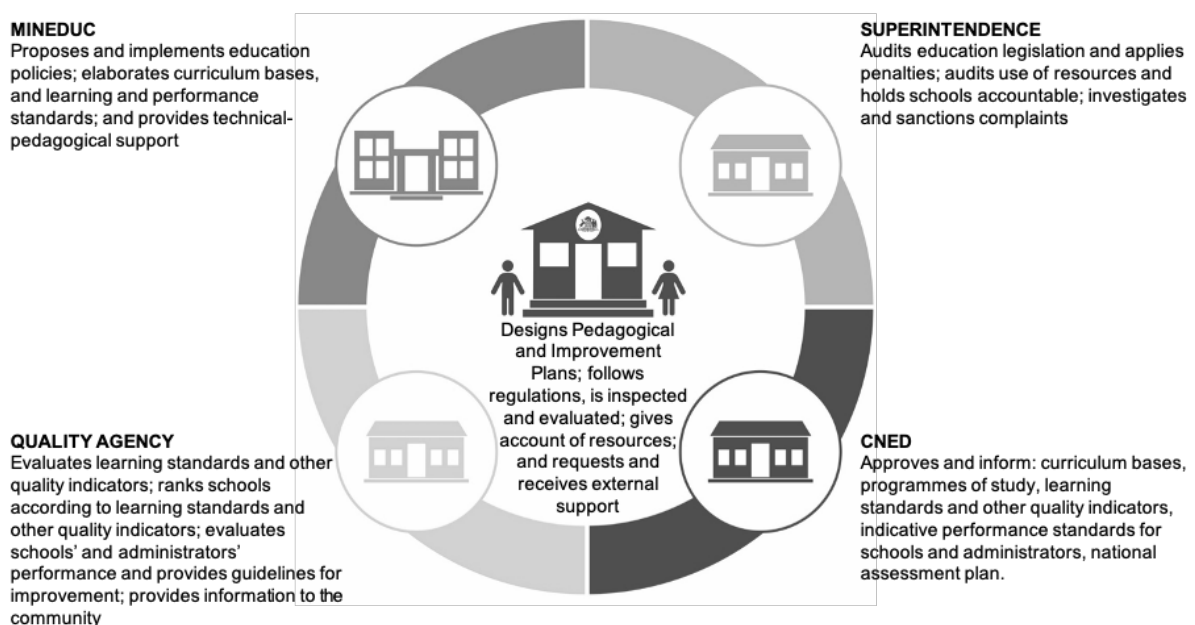 MINEDUC
Proposes and implements education
policies; elaborates curriculum bases,
and learning and performance
standards; and provides technical-
pedagogical support
SUPERINTENDENCE
Audits education legislation and applies
penalties; audits use of resources and
holds schools accountable; investigates
and sanctions complaints
Designs Pedagogical
and Improvement
Plans; follows
regulations, is inspected
and evaluated; gives
account of resources;
and requests and
receives external
support
QUALITY AGENCY
Evaluates learning standards and other
quality indicators; ranks schools
according to learning standards and
other quality indicators; evaluates
schools’ and administrators’
performance and provides guidelines for
improvement; provides information to the
community
CNED
Approves and inform: curriculum bases,
programmes of study, learning
standards and other quality indicators,
indicative performance standards for
schools and administrators, national
assessment plan.